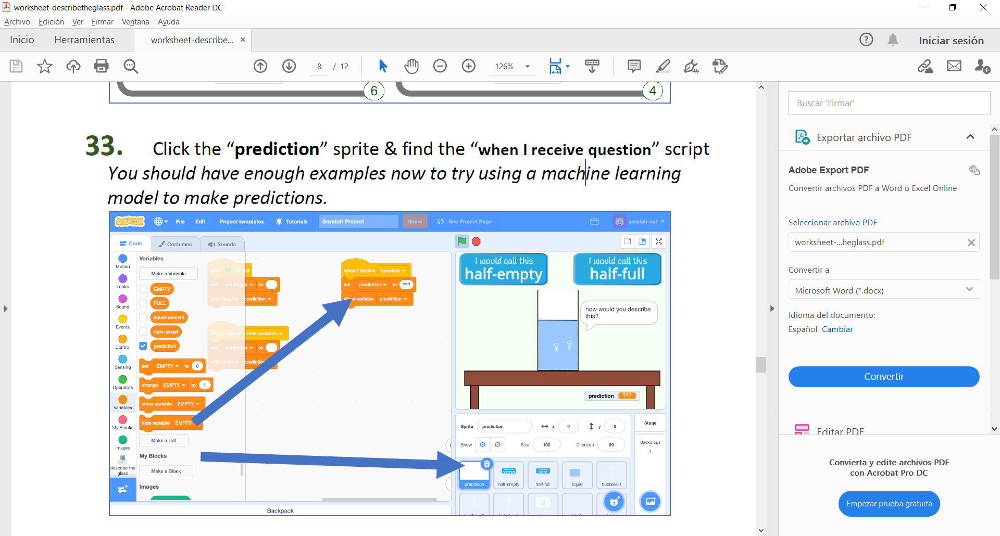 worksheet-describetheglass.pdf - Adobe Acrobat Reader DC
Archivo Edición Ver Firmar Ventana Ayuda
Inicio Herramientas worksheet-describe... Iniciar sesión
8 / 12 126%
6 4
33. Click the “prediction” sprite & find the “when I receive question” script
You should have enough examples now to try using a machine learning
model to make predictions.
SCRATCH File Edit Project templates Tutorials Scratch Project Share See Project Page scratch-cat
Code Costumes Sounds
Motion
Looks
Sound
Events
Control
Sensing
Operators
Variables
My Blocks
Images
describe the
glass
Variables
Make a Variable
EMPTY
FULL
liquid-percent
next-target
prediction
set EMPTY to 0
change EMPTY by 1
show variable EMPTY
hide variable EMPTY
Make a List
My Blocks
Make a Block
Images
when clicked
set prediction to
hide variable prediction
when I receive next question
set prediction to
hide variable prediction
when I receive question
set prediction to ???
show variable prediction
Backpack
I would call this
half-empty
I would call this
half-full
how would you describe
this?
prediction ???
Sprite prediction x 0 y 0
Show Size 100 Direction 90
Stage
Backdrops
1
prediction half-empty half-full liquid bubbles-1
Buscar 'Firmar'
Exportar archivo PDF
Adobe Export PDF
Convertir archivos PDF a Word o Excel Online
Seleccionar archivo PDF
worksheet-...heglass.pdf
Convertir a
Microsoft Word (*.docx)
Idioma del documento:
Español Cambiar
Convertir
Editar PDF
Convierta y edite archivos PDF
con Acrobat Pro DC
Empezar prueba gratuita